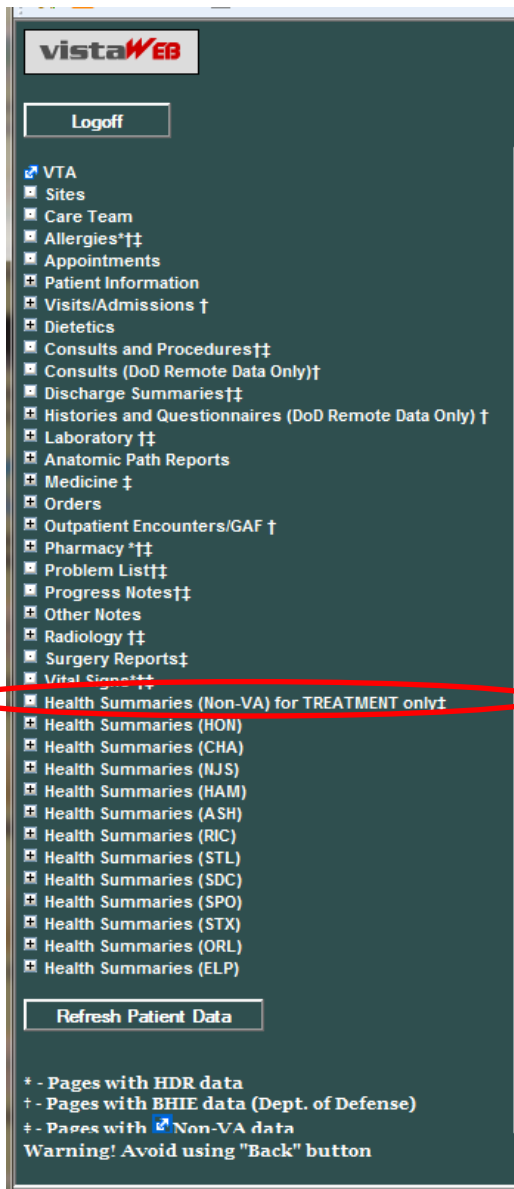 vistaWEB
Logoff
VTA
Sites
Care Team
Allergies*†‡
Appointments
Patient Information
Visits/Admissions †
Dietetics
Consults and Procedures†‡
Consults (DoD Remote Data Only)†
Discharge Summaries†‡
Histories and Questionnaires (DoD Remote Data Only) †
Laboratory †‡
Anatomic Path Reports
Medicine ‡
Orders
Outpatient Encounters/GAF †
Pharmacy *†‡
Problem List†‡
Progress Notes†‡
Other Notes
Radiology †‡
Surgery Reports‡
Vital Signs*†‡
Health Summaries (Non-VA) for TREATMENT only‡
Health Summaries (HON)
Health Summaries (CHA)
Health Summaries (NJS)
Health Summaries (HAM)
Health Summaries (ASH)
Health Summaries (RIC)
Health Summaries (STL)
Health Summaries (SDC)
Health Summaries (SPO)
Health Summaries (STX)
Health Summaries (ORL)
Health Summaries (ELP)
Refresh Patient Data
* - Pages with HDR data
† - Pages with BHIE data (Dept. of Defense)
‡ - Pages with Non-VA data
Warning! Avoid using "Back" button